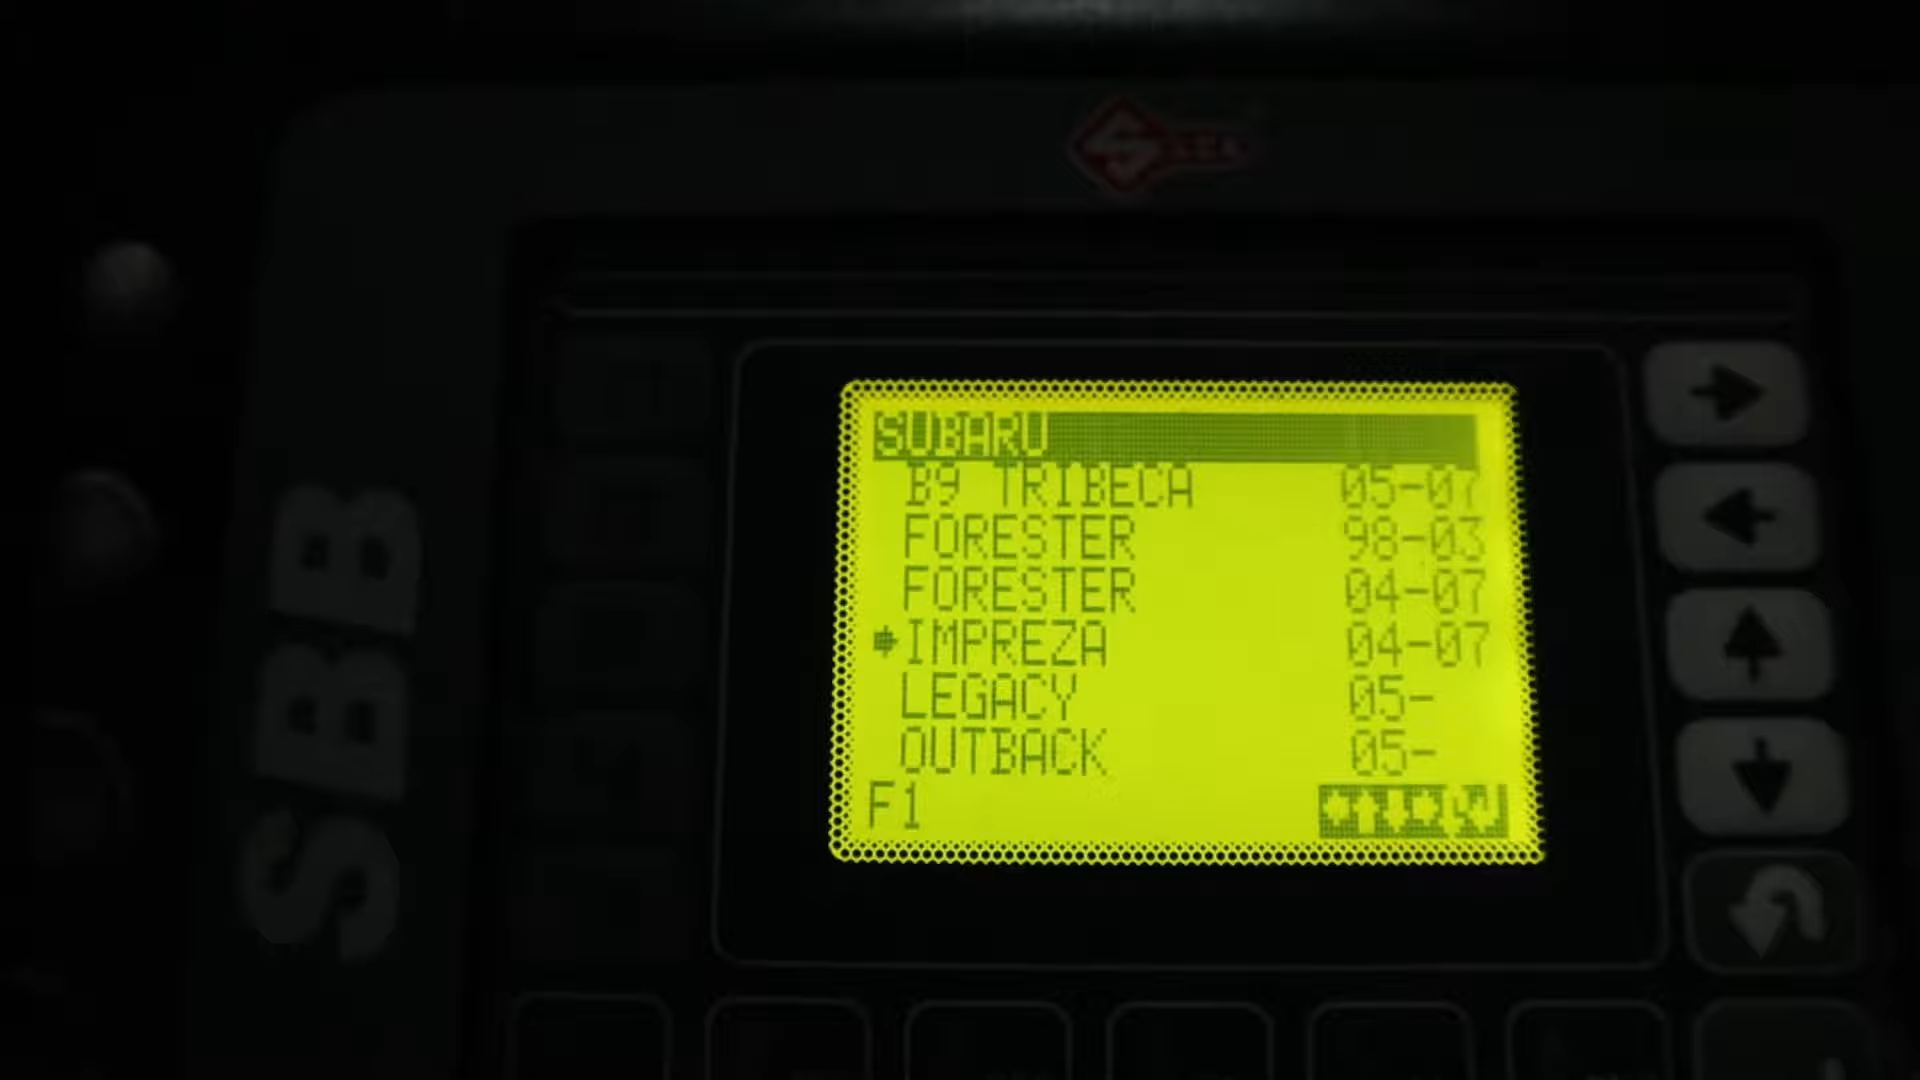 SUBARU
B9 TRIBECA 05-07
FORESTER 98-03
FORESTER 04-07
IMPREZA 04-07
LEGACY 05-
OUTBACK 05-
F1
SBB